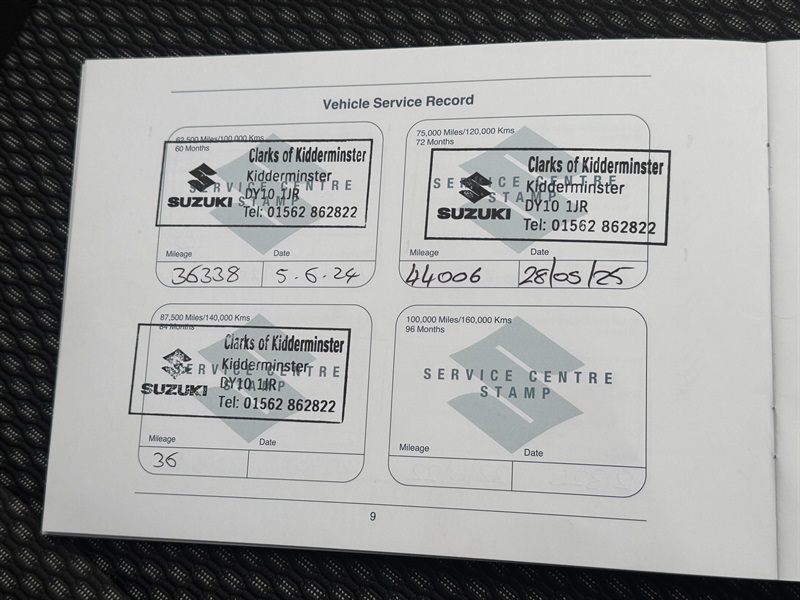 Vehicle Service Record
62,500 Miles/100,000 Kms
60 Months
SERVICE CENTRE
STAMP
Clarks of Kidderminster
Kidderminster
DY10 1JR
SUZUKI
Tel: 01562 862822
Mileage Date
36338 5.6.24
75,000 Miles/120,000 Kms
72 Months
SERVICE CENTRE
STAMP
Clarks of Kidderminster
Kidderminster
DY10 1JR
SUZUKI
Tel: 01562 862822
Mileage Date
44006 28/05/25
87,500 Miles/140,000 Kms
84 Months
SERVICE CENTRE
STAMP
Clarks of Kidderminster
Kidderminster
DY10 1JR
SUZUKI
Tel: 01562 862822
Mileage Date
36
100,000 Miles/160,000 Kms
96 Months
SERVICE CENTRE
STAMP
Mileage Date
9